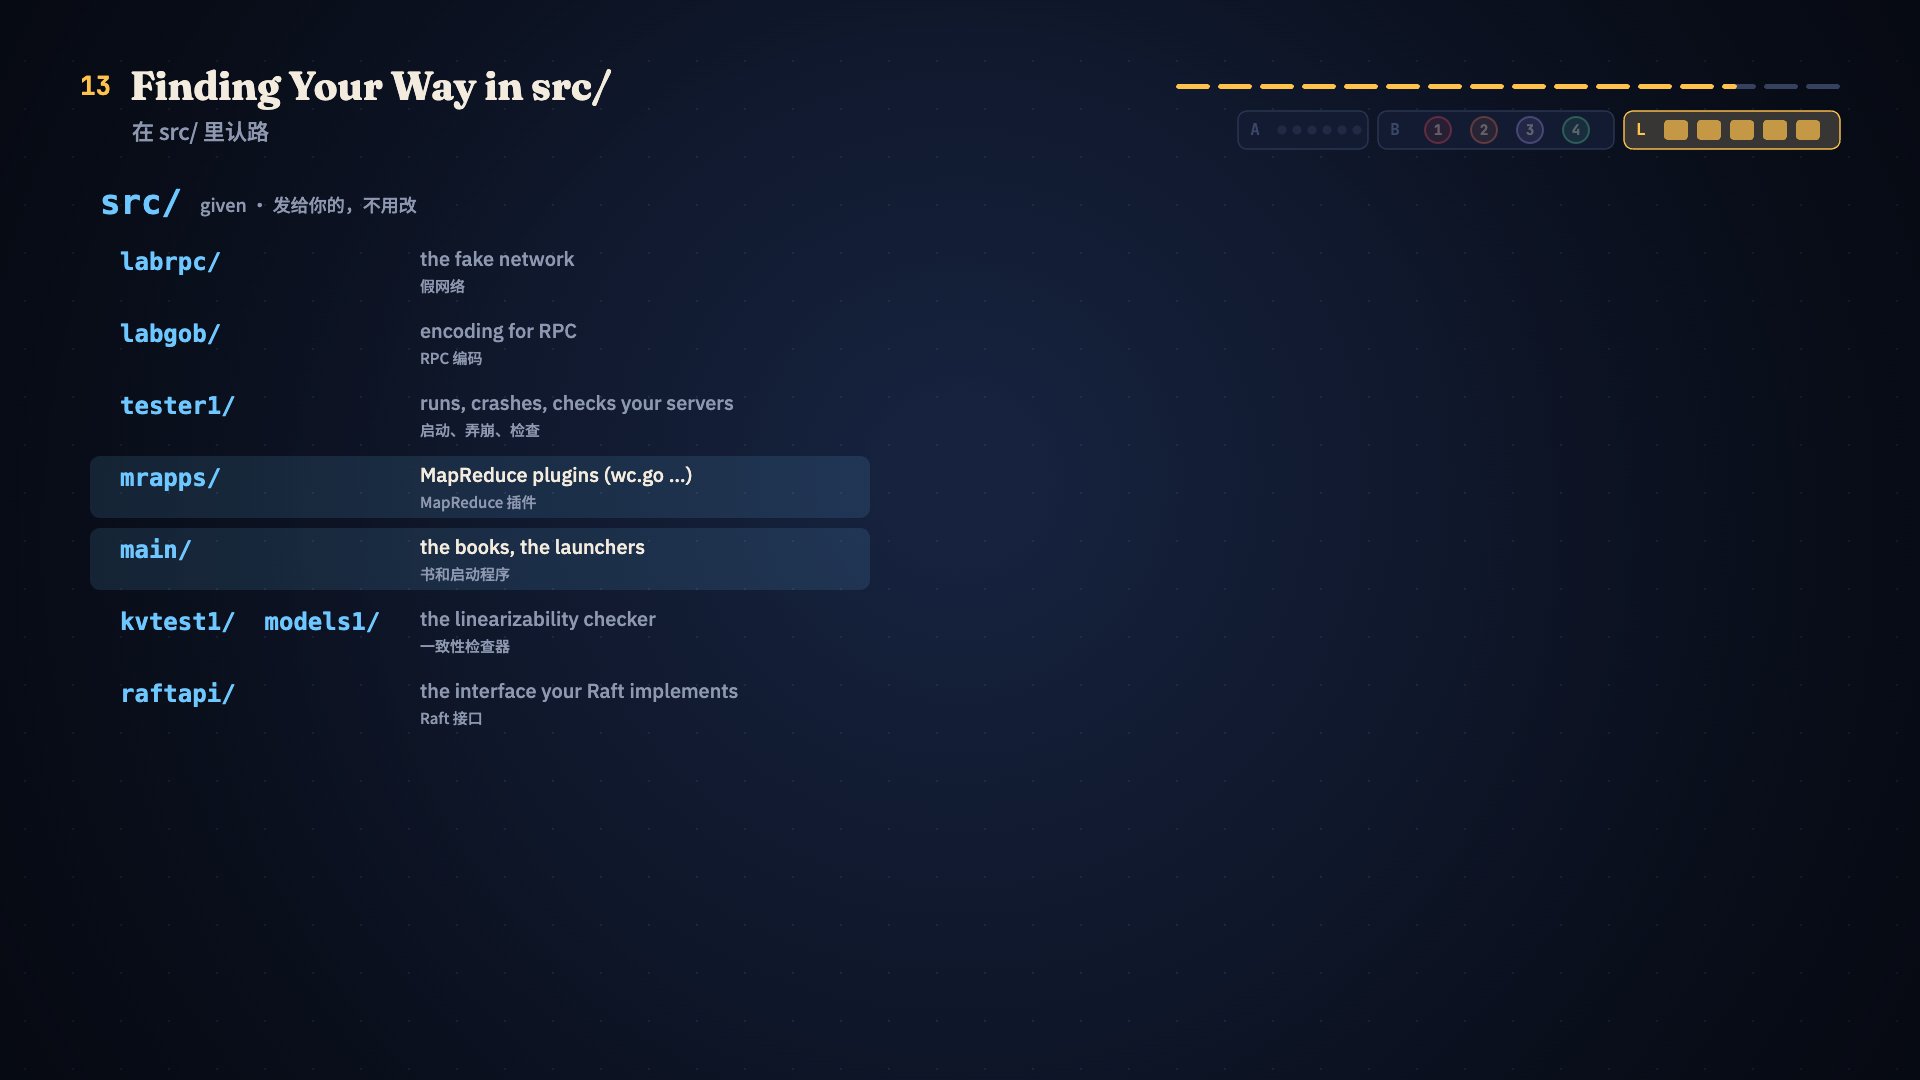 13 Finding Your Way in src/
在 src/ 里认路
A B 1 2 3 4 L
src/ given • 发给你的，不用改
labrpc/ the fake network
假网络
labgob/ encoding for RPC
RPC 编码
tester1/ runs, crashes, checks your servers
启动、弄崩、检查
mrapps/ MapReduce plugins (wc.go ...)
MapReduce 插件
main/ the books, the launchers
书和启动程序
kvtest1/ models1/ the linearizability checker
一致性检查器
raftapi/ the interface your Raft implements
Raft 接口